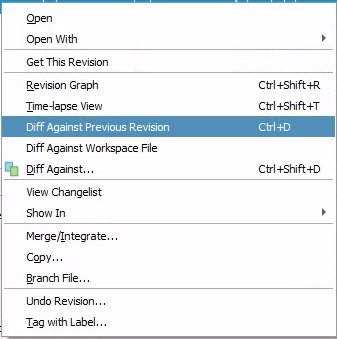 Open
Open With
Get This Revision
Revision Graph Ctrl+Shift+R
Time-lapse View Ctrl+Shift+T
Diff Against Previous Revision Ctrl+D
Diff Against Workspace File
Diff Against... Ctrl+Shift+D
View Changelist
Show In
Merge/Integrate...
Copy...
Branch File...
Undo Revision...
Tag with Label...